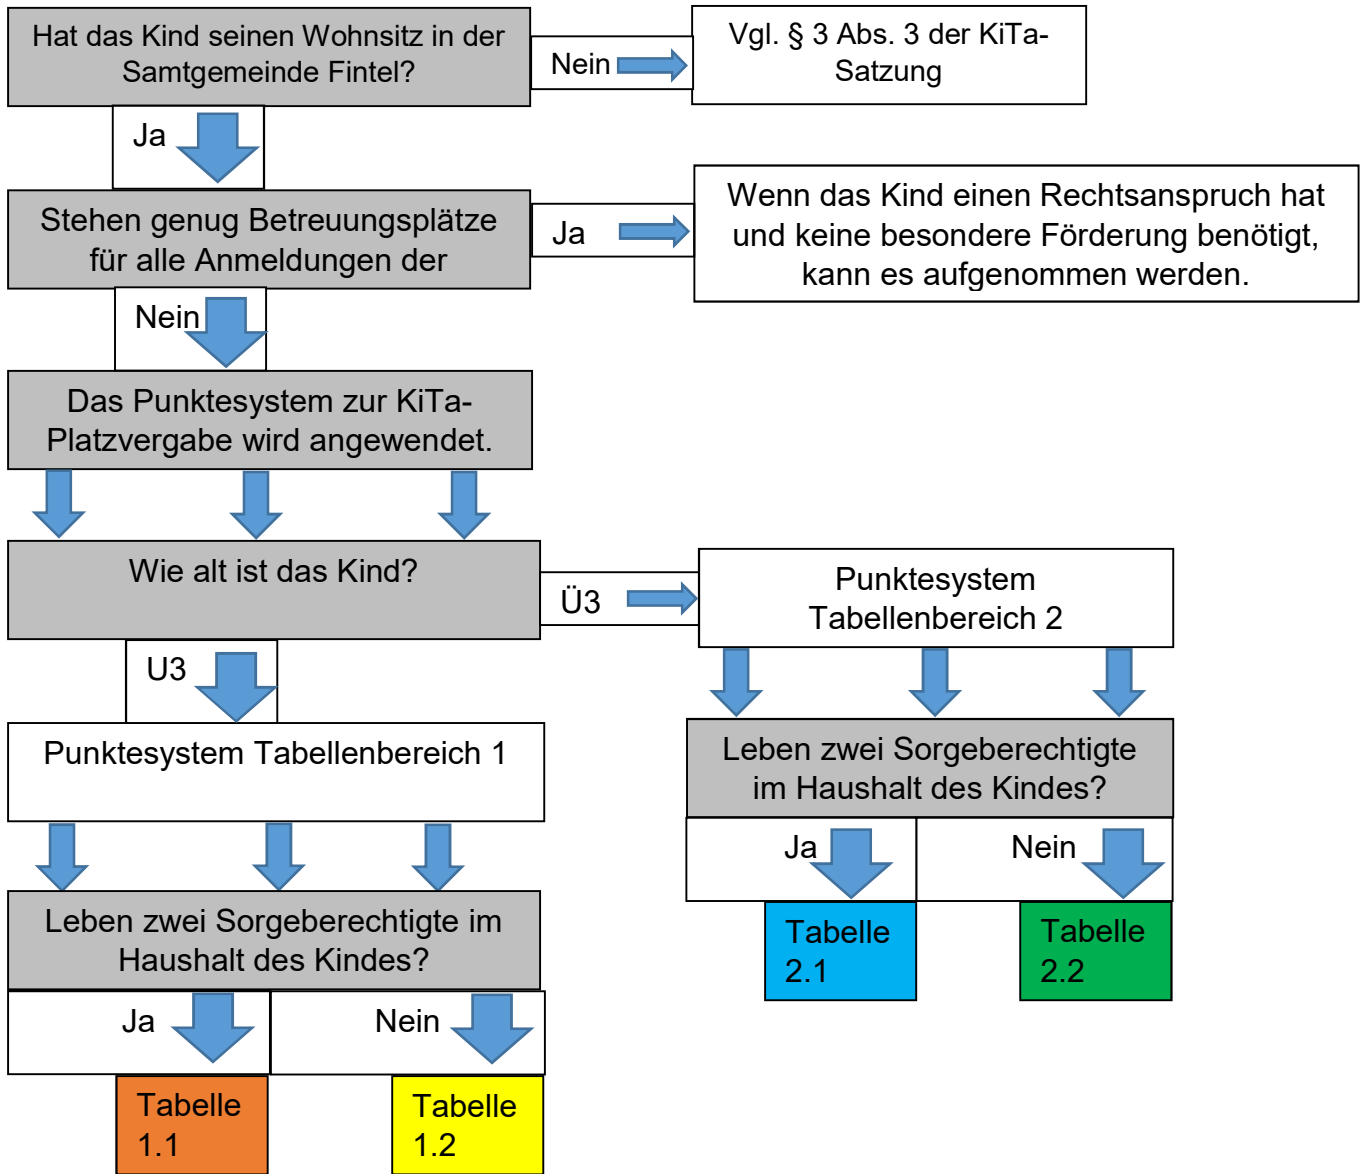 Hat das Kind seinen Wohnsitz in der
Samtgemeinde Fintel?
Nein
Vgl. § 3 Abs. 3 der KiTa-
Satzung
Ja
Stehen genug Betreuungsplätze
für alle Anmeldungen der
Ja
Wenn das Kind einen Rechtsanspruch hat
und keine besondere Förderung benötigt,
kann es aufgenommen werden.
Nein
Das Punktesystem zur KiTa-
Platzvergabe wird angewendet.
Wie alt ist das Kind?
Ü3
Punktesystem
Tabellenbereich 2
U3
Punktesystem Tabellenbereich 1
Leben zwei Sorgeberechtigte
im Haushalt des Kindes?
Ja
Nein
Tabelle
2.1
Tabelle
2.2
Leben zwei Sorgeberechtigte im
Haushalt des Kindes?
Ja
Nein
Tabelle
1.1
Tabelle
1.2